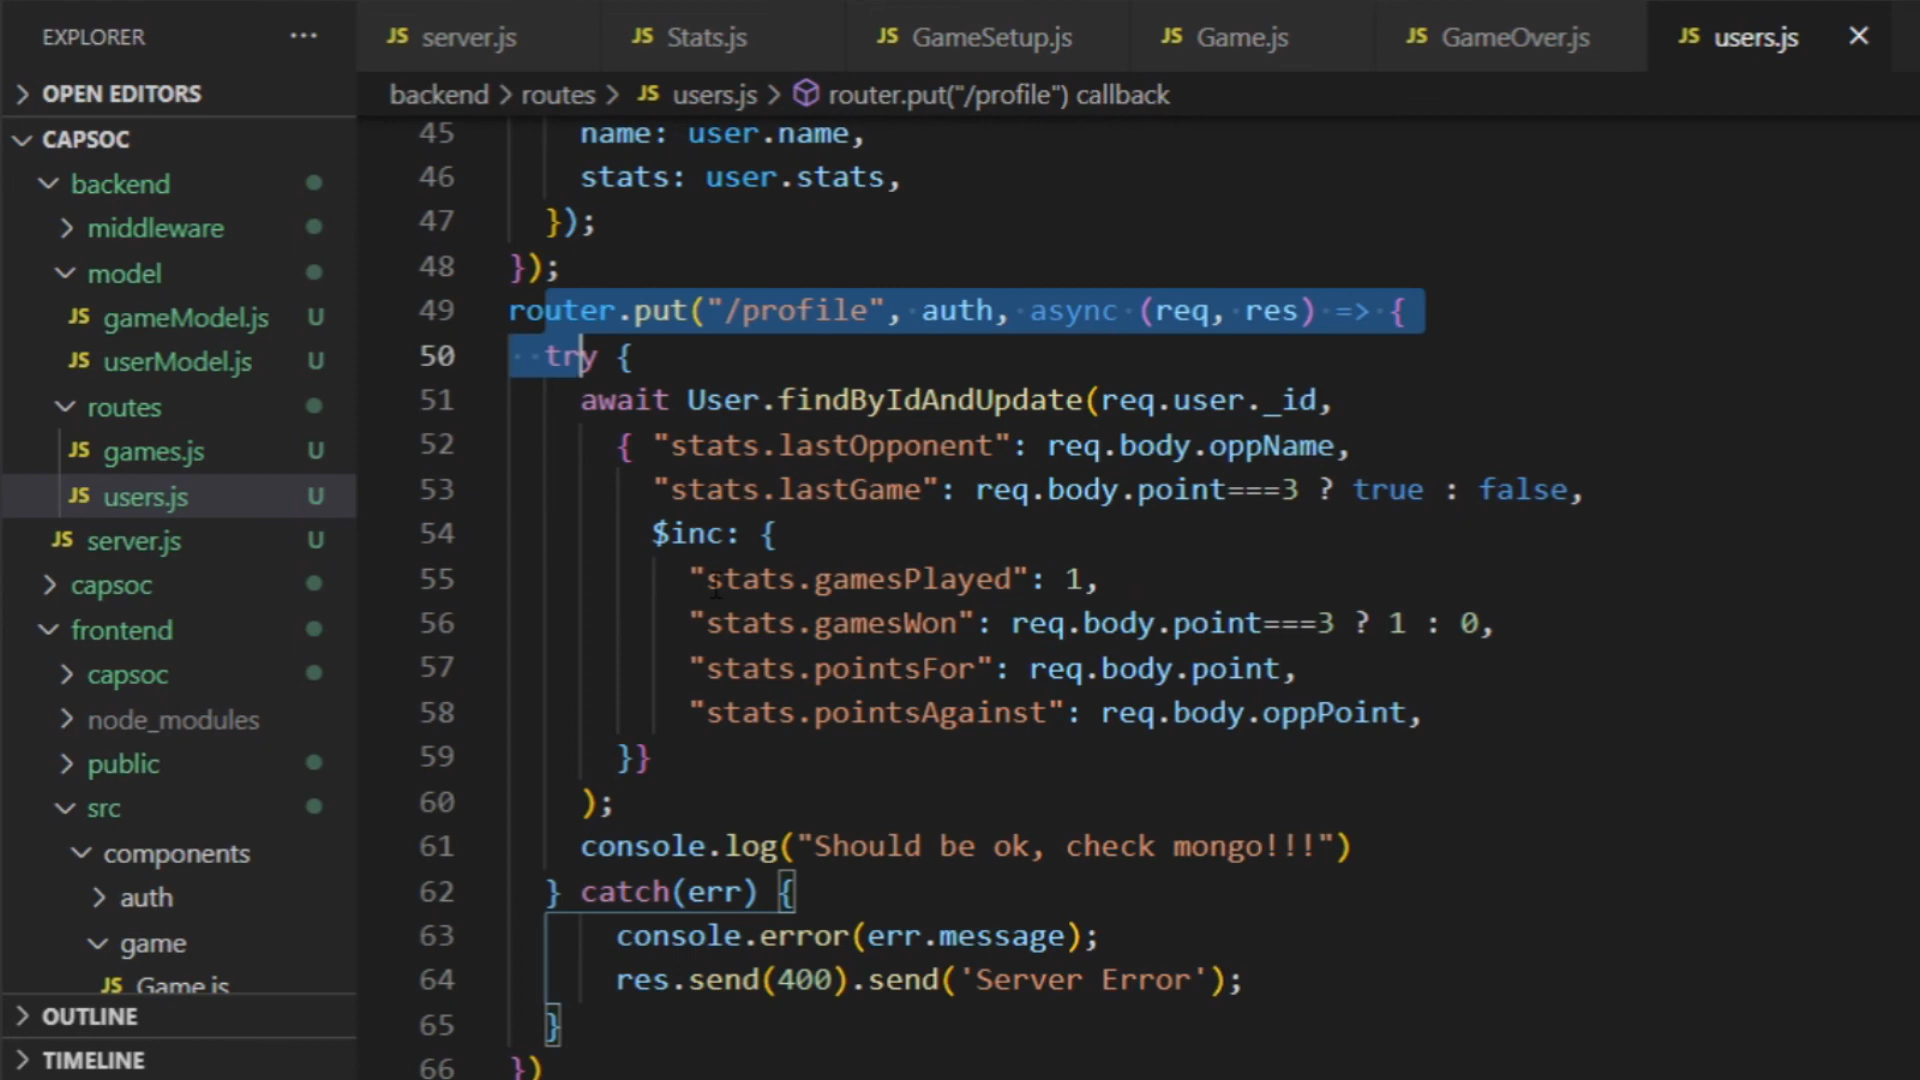 EXPLORER
OPEN EDITORS
CAPSOC
backend
middleware
model
JS gameModel.js U
JS userModel.js U
routes
JS games.js U
JS users.js U
JS server.js U
capsoc
frontend
capsoc
node_modules
public
src
components
auth
game
JS Game.js
OUTLINE
TIMELINE
JS server.js JS Stats.js JS GameSetup.js JS Game.js JS GameOver.js JS users.js
backend > routes > JS users.js > router.put("/profile") callback
45 name: user.name,
46 stats: user.stats,
47 });
48 });
49 router.put("/profile", auth, async (req, res) => {
50 try {
51 await User.findByIdAndUpdate(req.user._id,
52 { "stats.lastOpponent": req.body.oppName,
53 "stats.lastGame": req.body.point===3 ? true : false,
54 $inc: {
55 "stats.gamesPlayed": 1,
56 "stats.gamesWon": req.body.point===3 ? 1 : 0,
57 "stats.pointsFor": req.body.point,
58 "stats.pointsAgainst": req.body.oppPoint,
59 }}
60 );
61 console.log("Should be ok, check mongo!!!")
62 } catch(err) {
63 console.error(err.message);
64 res.send(400).send('Server Error');
65 }
66 })